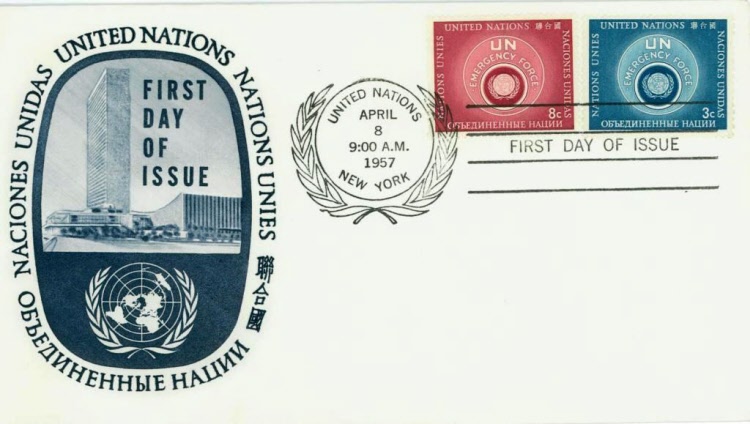 NACIONES UNIDAS UNITED NATIONS NATIONS UNIES 聯合國 ОБЪЕДИНЕННЫЕ НАЦИИ
FIRST
DAY
OF
ISSUE
UNITED NATIONS
APRIL
8
9:00 A.M.
1957
NEW YORK
UNITED NATIONS 聯合國
NATIONS UNIES
UN
EMERGENCY FORCE
NACIONES UNIDAS
8c
ОБЪЕДИНЕННЫЕ НАЦИИ
UNITED NATIONS 聯合國
NATIONS UNIES
UN
EMERGENCY FORCE
NACIONES UNIDAS
3c
ОБЪЕДИНЕННЫЕ НАЦИИ
FIRST DAY OF ISSUE